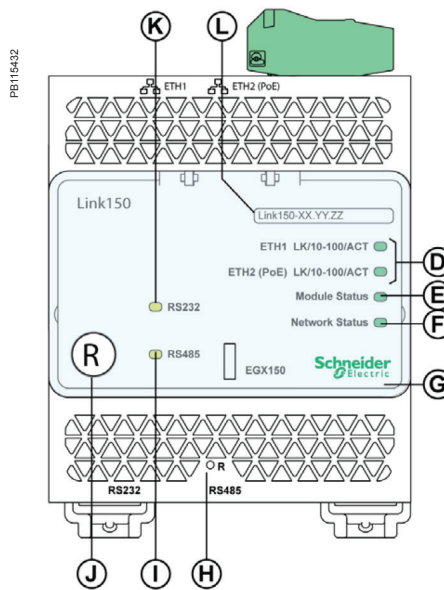 PB115432
K
L
ETH1
ETH2 (PoE)
Link150
Link150-XX.YY.ZZ
ETH1 LK/10-100/ACT
ETH2 (PoE) LK/10-100/ACT
D
Module Status
E
RS232
Network Status
F
R
RS485
EGX150
Schneider
Electric
G
R
RS232
RS485
J
I
H